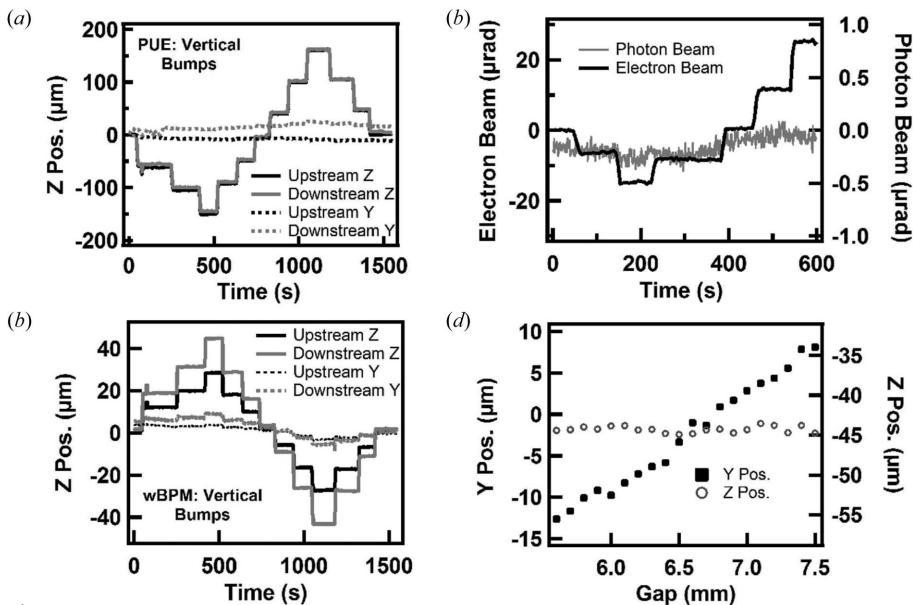 (a)
200
100
0
-100
-200
Z Pos. (µm)
PUE: Vertical
Bumps
Upstream Z
Downstream Z
Upstream Y
Downstream Y
0
500
1000
1500
Time (s)
(b)
20
0
-20
Electron Beam (µrad)
Photon Beam
Electron Beam
1.0
0.5
-0.0
-0.5
-1.0
Photon Beam (µrad)
0
200
400
600
Time (s)
(b)
40
20
0
-20
-40
Z Pos. (µm)
Upstream Z
Downstream Z
Upstream Y
Downstream Y
wBPM: Vertical
Bumps
0
500
1000
1500
Time (s)
(d)
10
5
0
-5
-10
-15
Y Pos. (µm)
Y Pos.
Z Pos.
-35
-40
-45
-50
-55
Z Pos. (µm)
6.0
6.5
7.0
7.5
Gap (mm)